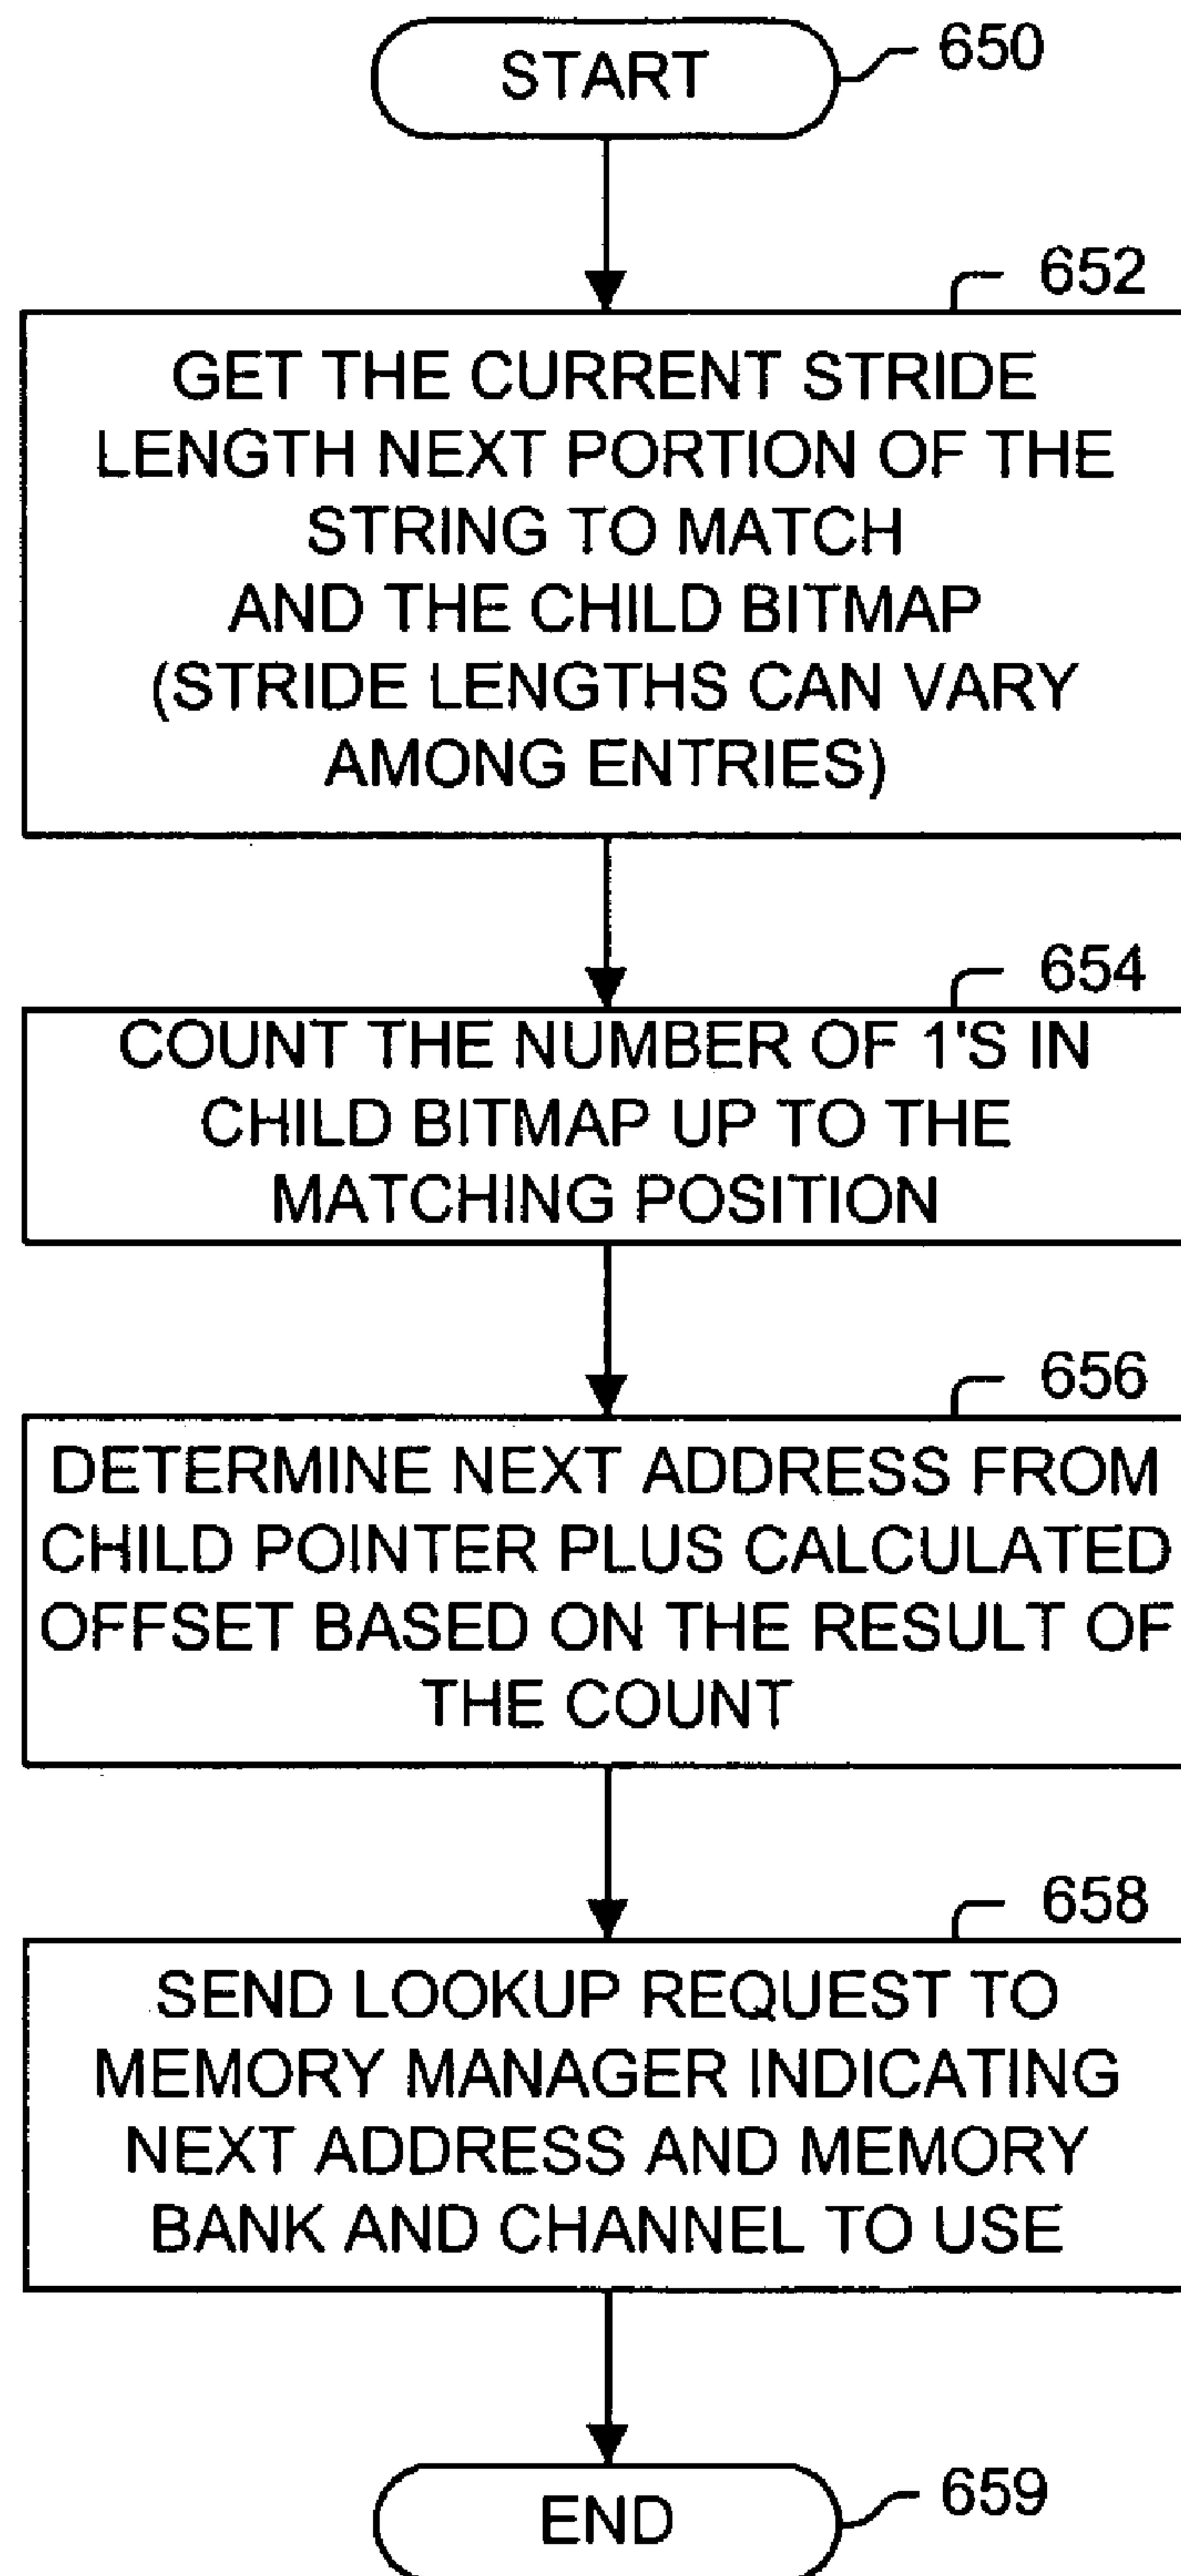 START
650
652
GET THE CURRENT STRIDE
LENGTH NEXT PORTION OF THE
STRING TO MATCH
AND THE CHILD BITMAP
(STRIDE LENGTHS CAN VARY
AMONG ENTRIES)
654
COUNT THE NUMBER OF 1'S IN
CHILD BITMAP UP TO THE
MATCHING POSITION
656
DETERMINE NEXT ADDRESS FROM
CHILD POINTER PLUS CALCULATED
OFFSET BASED ON THE RESULT OF
THE COUNT
658
SEND LOOKUP REQUEST TO
MEMORY MANAGER INDICATING
NEXT ADDRESS AND MEMORY
BANK AND CHANNEL TO USE
END
659